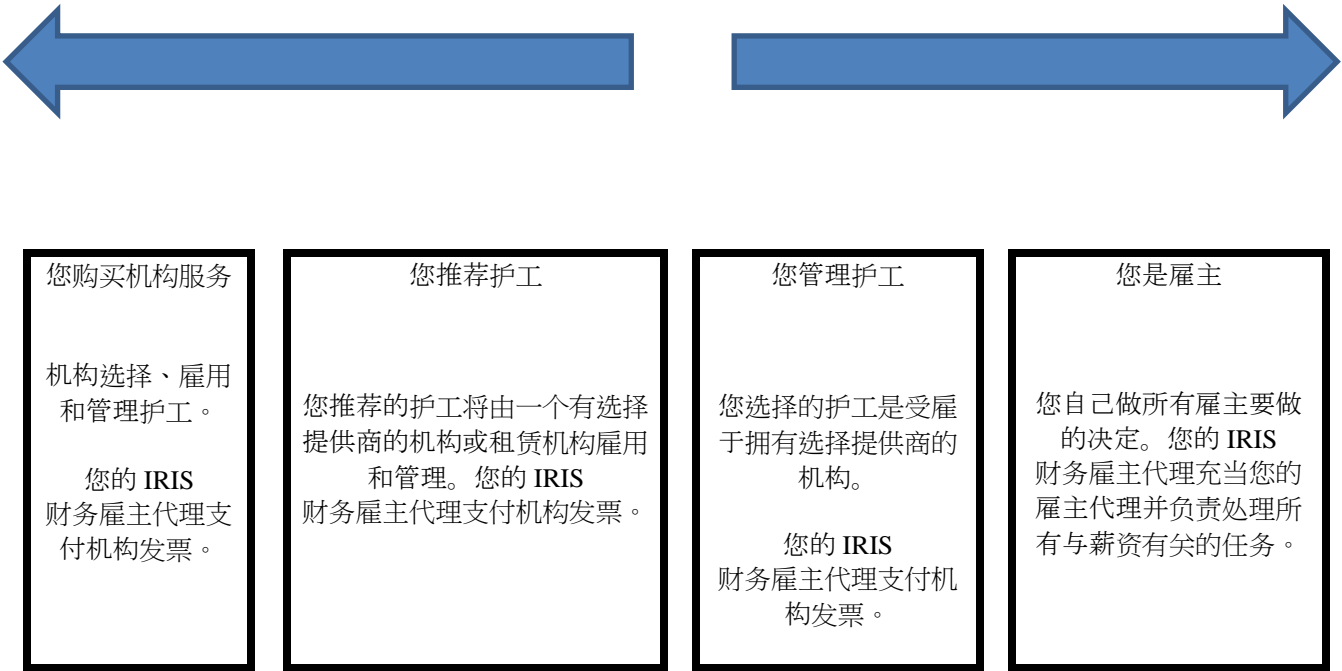 您购买机构服务
机构选择、雇用
和管理护工。
您的 IRIS
财务雇主代理支
付机构发票。
您推荐护工
您推荐的护工将由一个有选择
提供商的机构或租赁机构雇用
和管理。您的 IRIS
财务雇主代理支付机构发票。
您管理护工
您选择的护工是受雇
于拥有选择提供商的
机构。
您的 IRIS
财务雇主代理支付机
构发票。
您是雇主
您自己做所有雇主要做
的决定。您的 IRIS
财务雇主代理充当您的
雇主代理并负责处理所
有与薪资有关的任务。